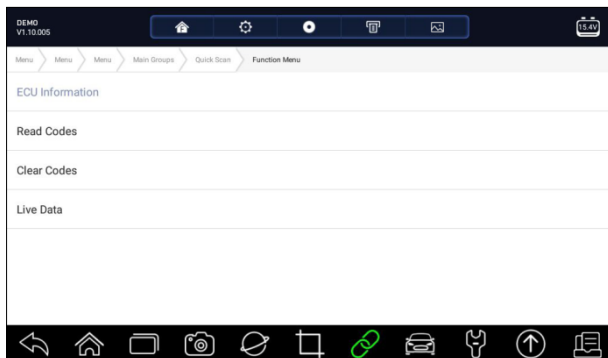 DEMO
V1.10.005
15.4V
Menu Menu Menu Main Groups Quick Scan Function Menu
ECU Information
Read Codes
Clear Codes
Live Data